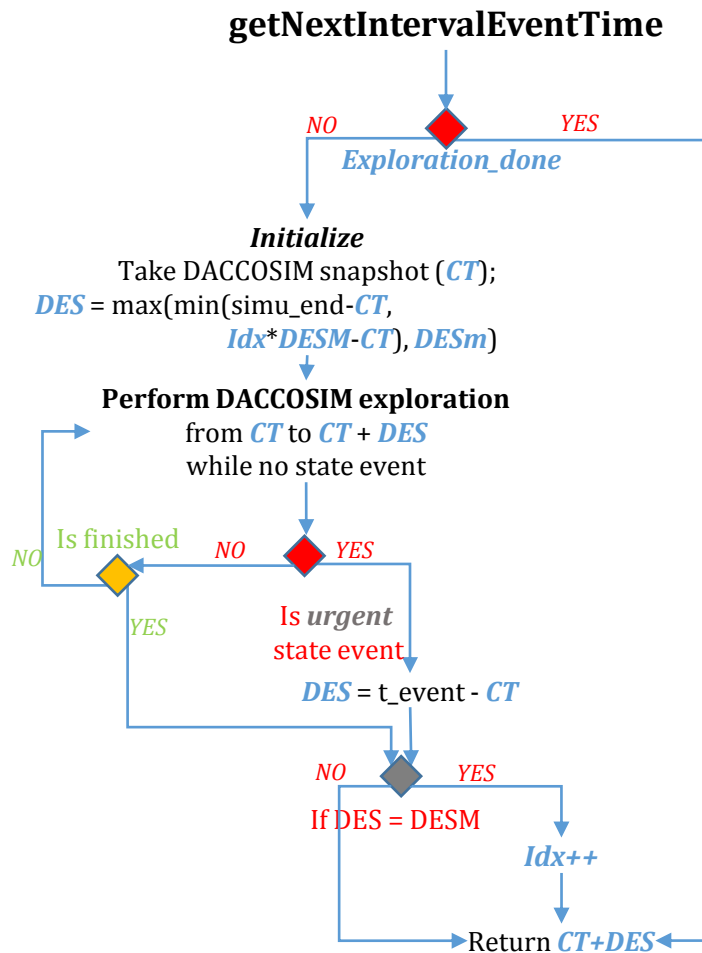 getNextIntervalEventTime
NO
YES
Exploration_done
Initialize
Take DACCOSIM snapshot (CT);
DES = max(min(simu_end-CT,
Idx*DESM-CT), DESm)
Perform DACCOSIM exploration
from CT to CT + DES
while no state event
Is finished
NO
NO
YES
YES
Is urgent
state event
DES = t_event - CT
NO
YES
If DES = DESM
Idx++
Return CT+DES